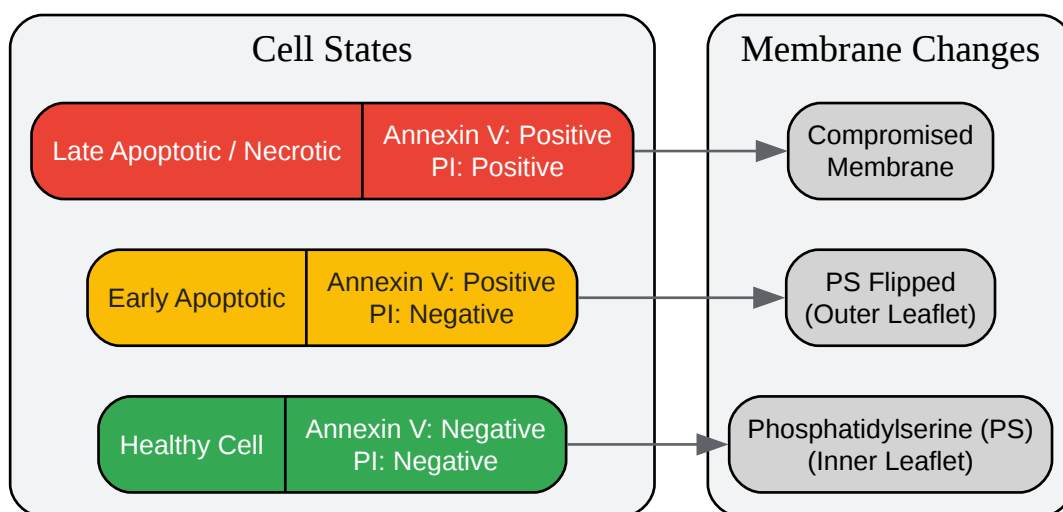 Cell States
Late Apoptotic / Necrotic
Annexin V: Positive
PI: Positive
Early Apoptotic
Annexin V: Positive
PI: Negative
Healthy Cell
Annexin V: Negative
PI: Negative
Membrane Changes
Compromised
Membrane
PS Flipped
(Outer Leaflet)
Phosphatidylserine (PS)
(Inner Leaflet)